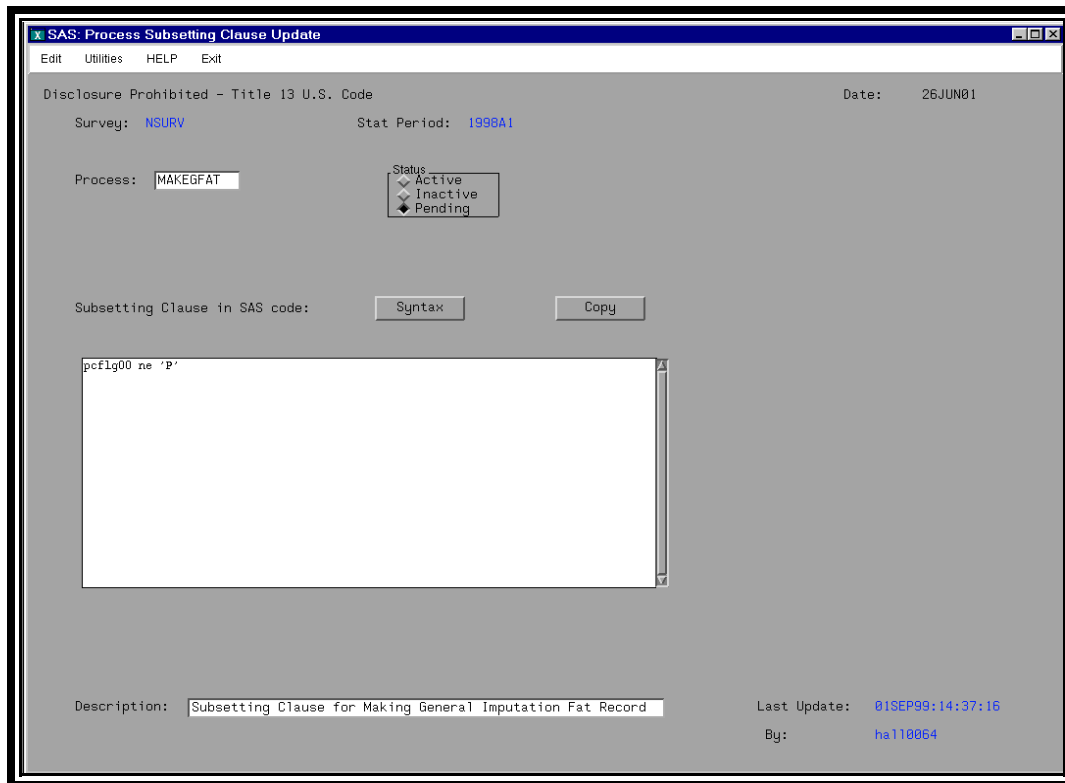 X SAS: Process Subsetting Clause Update
Edit Utilities HELP Exit
Disclosure Prohibited - Title 13 U.S. Code Date: 26JUN01
Survey: NSURV Stat Period: 1998A1
Process: MAKEGFAT
Status
Active
Inactive
Pending
Subsetting Clause in SAS code: Syntax Copy
pcflg00 ne 'P'
Description: Subsetting Clause for Making General Imputation Fat Record
Last Update: 01SEP99:14:37:16
By: hall0064